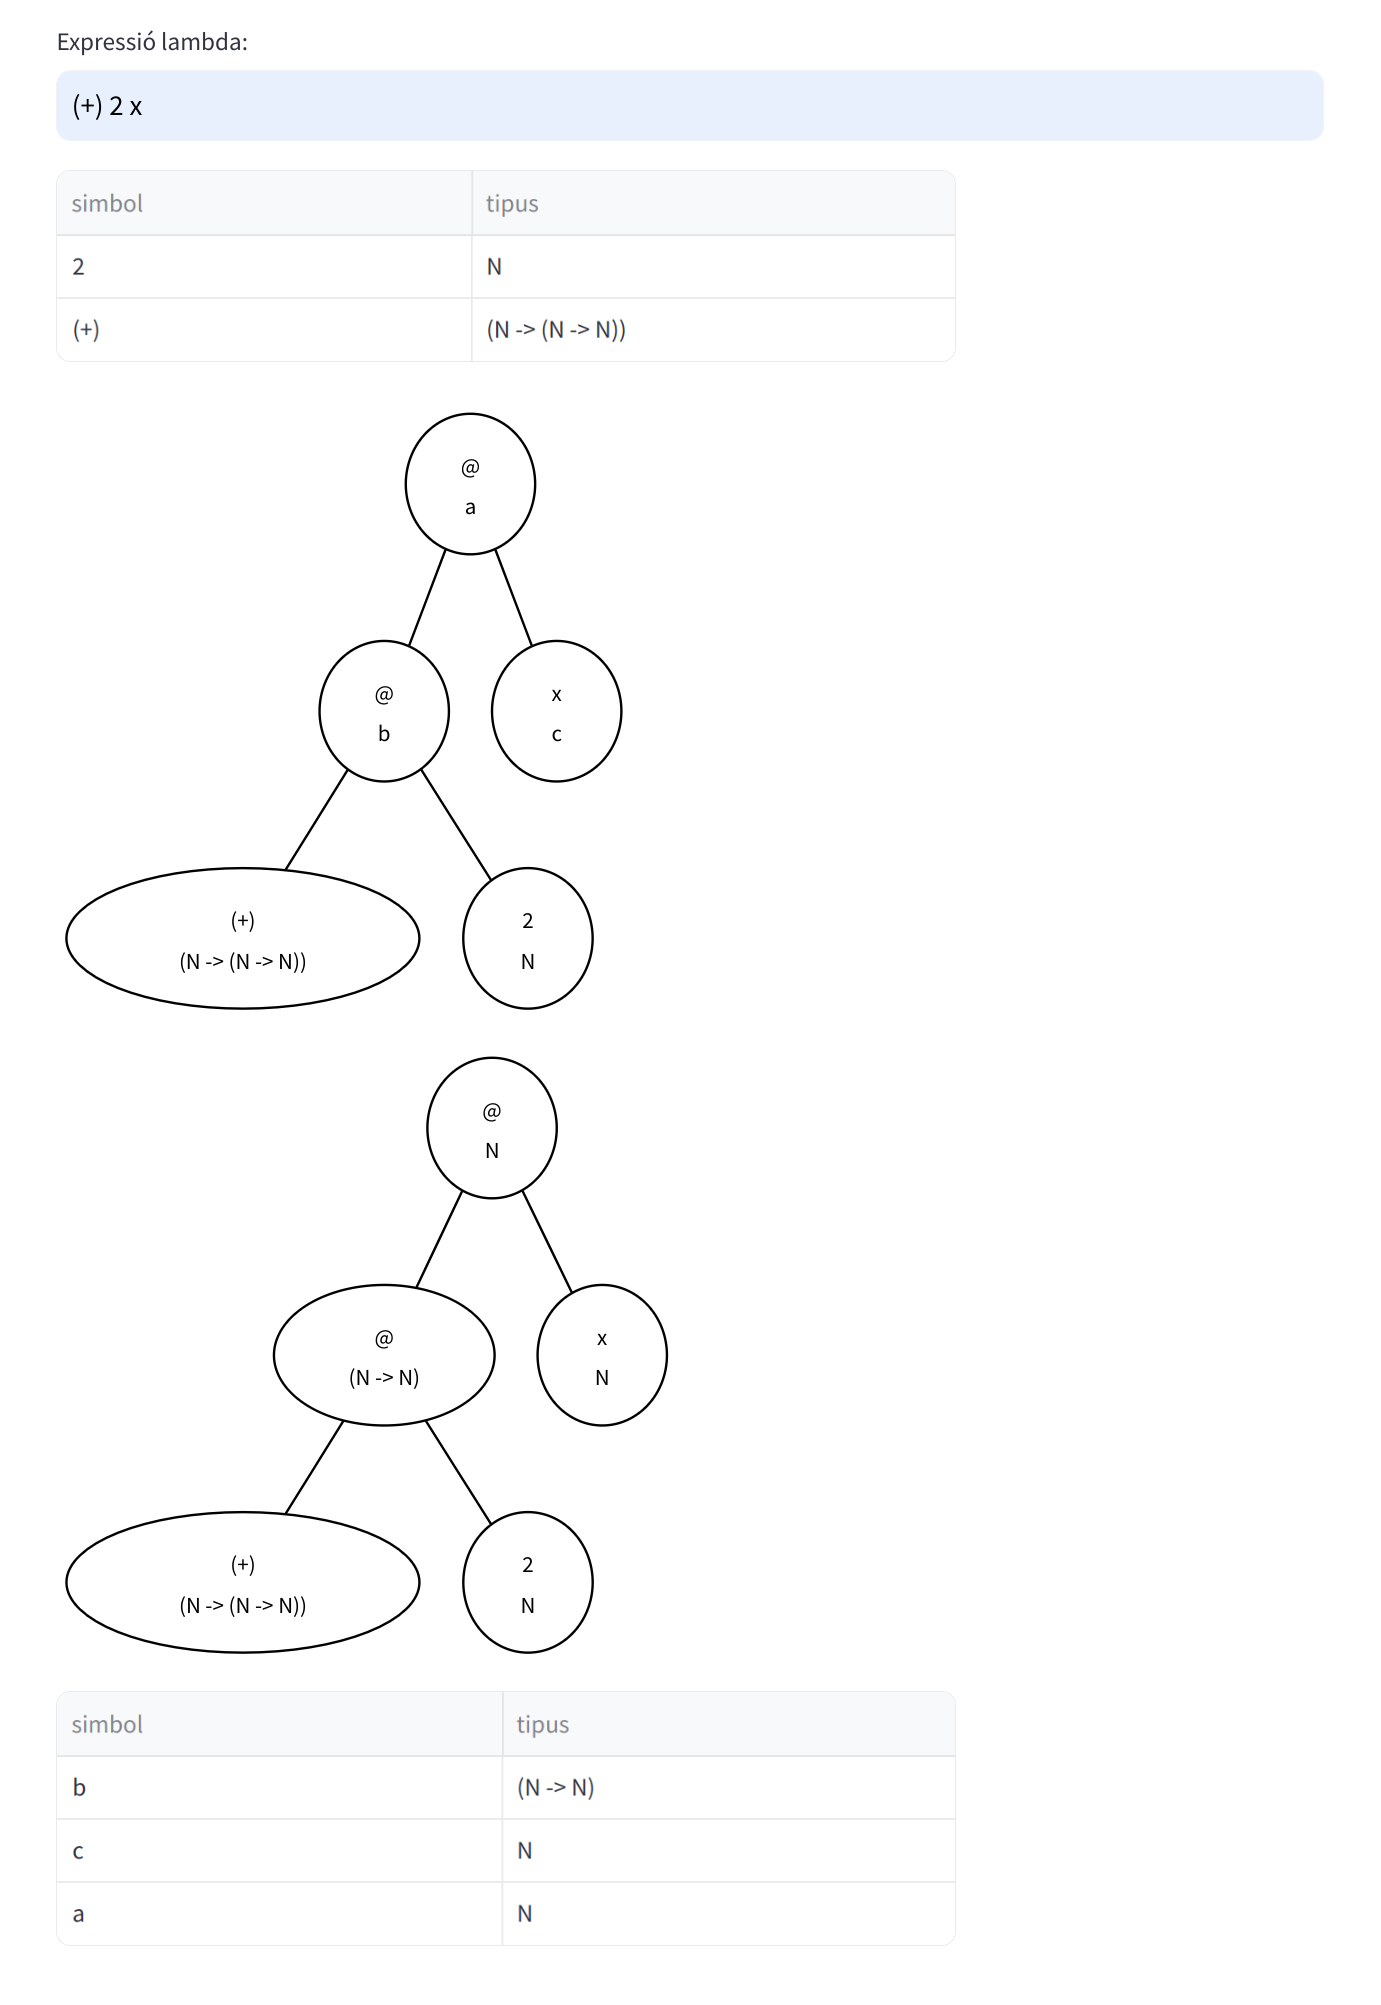 Expressió lambda:
(+) 2 x
simbol tipus
2 N
(+) (N -> (N -> N))
@
a
@ x
b c
(+) 2
(N -> (N -> N)) N
@
N
@ x
(N -> N) N
(+) 2
(N -> (N -> N)) N
simbol tipus
b (N -> N)
c N
a N